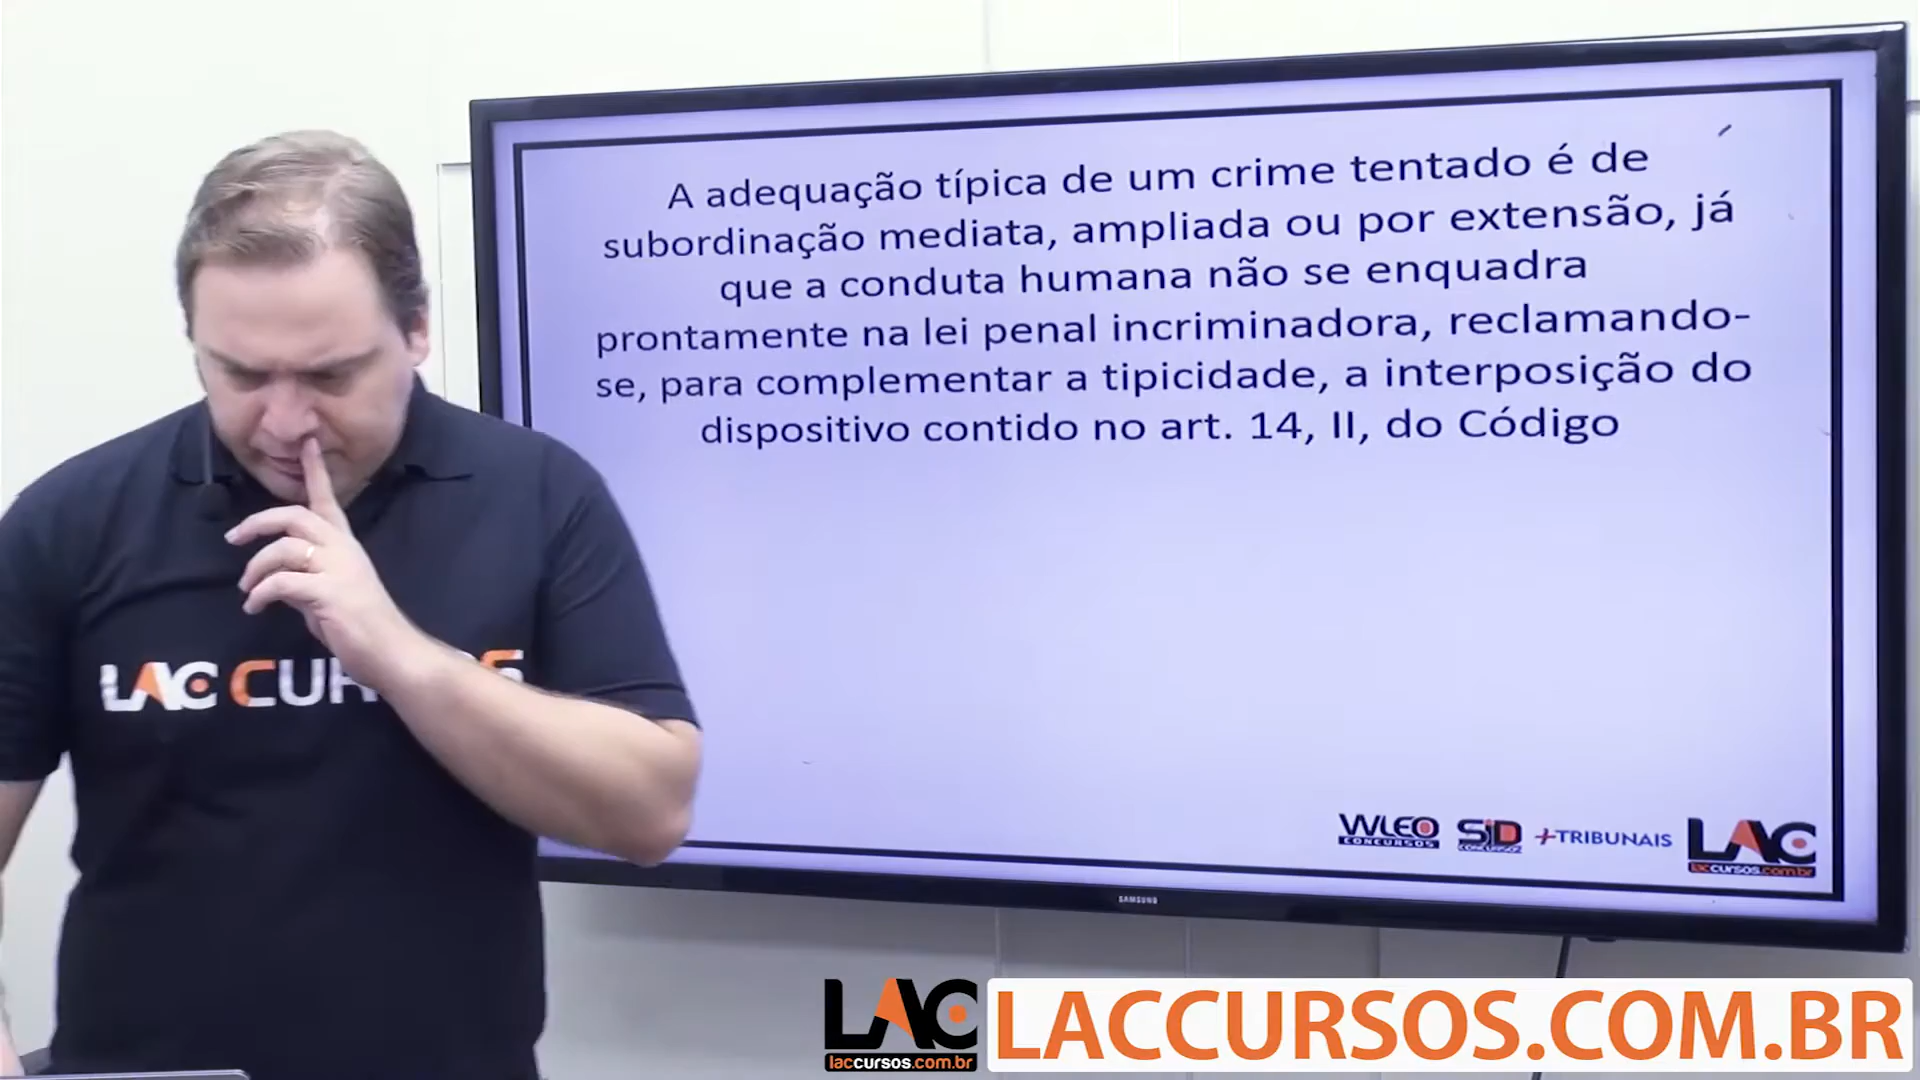 A adequação típica de um crime tentado é de
subordinação mediata, ampliada ou por extensão, já
que a conduta humana não se enquadra
prontamente na lei penal incriminadora, reclamando-
se, para complementar a tipicidade, a interposição do
dispositivo contido no art. 14, II, do Código
LAC CUR
WLEO
CONCURSOS
SID
CONCURSOZ
+TRIBUNAIS
LAC
laccursos.com.br
SAMSUNG
LAC
laccursos.com.br
LACCURSOS.COM.BR